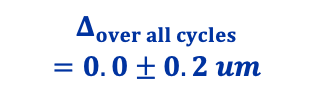 Δover all cycles
= 0.0 ± 0.2 um